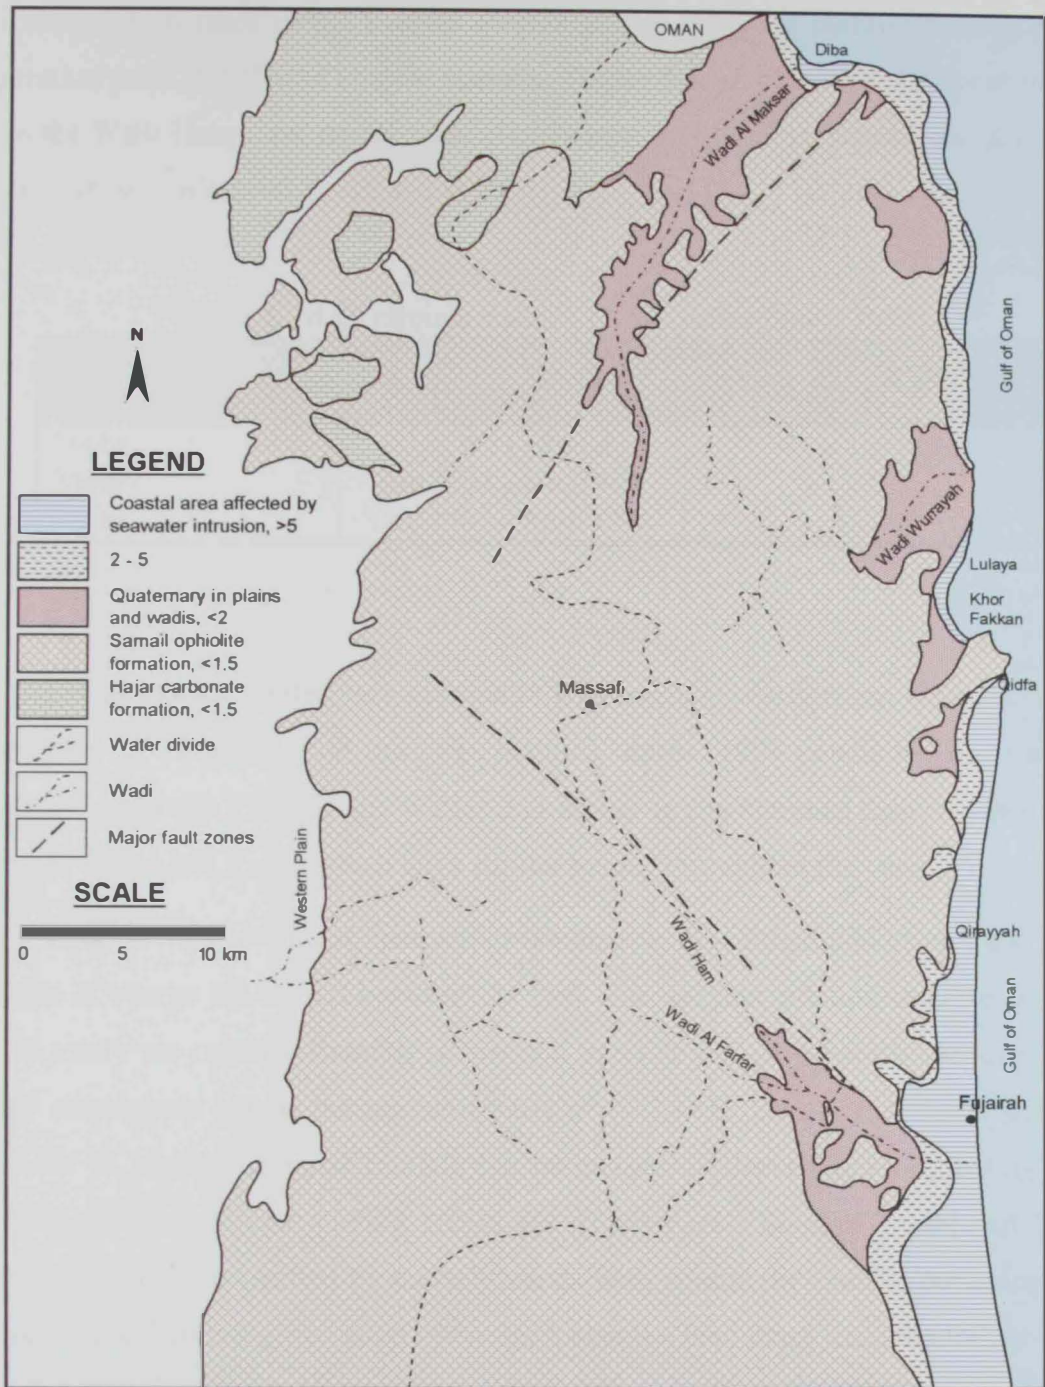 OMAN
Diba
Wadi Al Maksar
Gulf of Oman
N
LEGEND
Coastal area affected by
seawater intrusion, >5
2 - 5
Quaternary in plains
and wadis, <2
Samail ophiolite
formation, <1.5
Hajar carbonate
formation, <1.5
Water divide
Wadi
Major fault zones
SCALE
0 5 10 km
Wadi Wurrayah
Lulaya
Khor
Fakkan
Qidfa
Massafi
Western Plain
Wadi Ham
Wadi Al Farfar
Qirayyah
Gulf of Oman
Fujairah